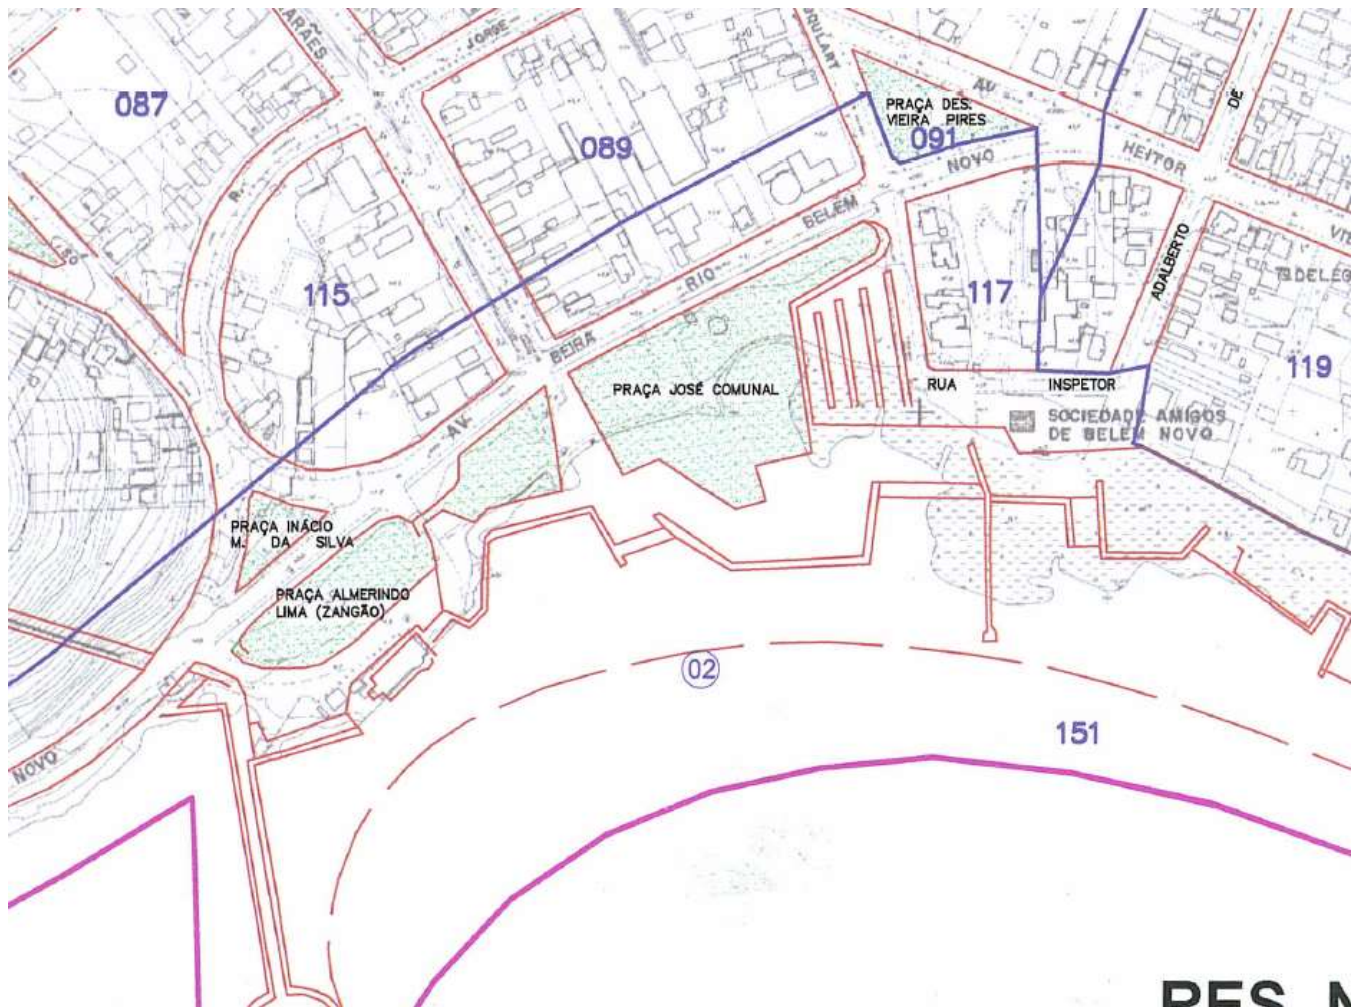 JORGE
087
089
PRAÇA DES.
VIEIRA PIRES
091
AV
HEITOR
DE
NOVO
BELÉM
RIO
BEIRA
AV.
R.
115
117
ADALBERTO
119
PRAÇA JOSÉ COMUNAL
RUA
INSPETOR
SOCIEDADE AMIGOS
DE BELÉM NOVO
PRAÇA INÁCIO
M. DA SILVA
PRAÇA ALMERINDO
LIMA (ZANGÃO)
02
151
NOVO